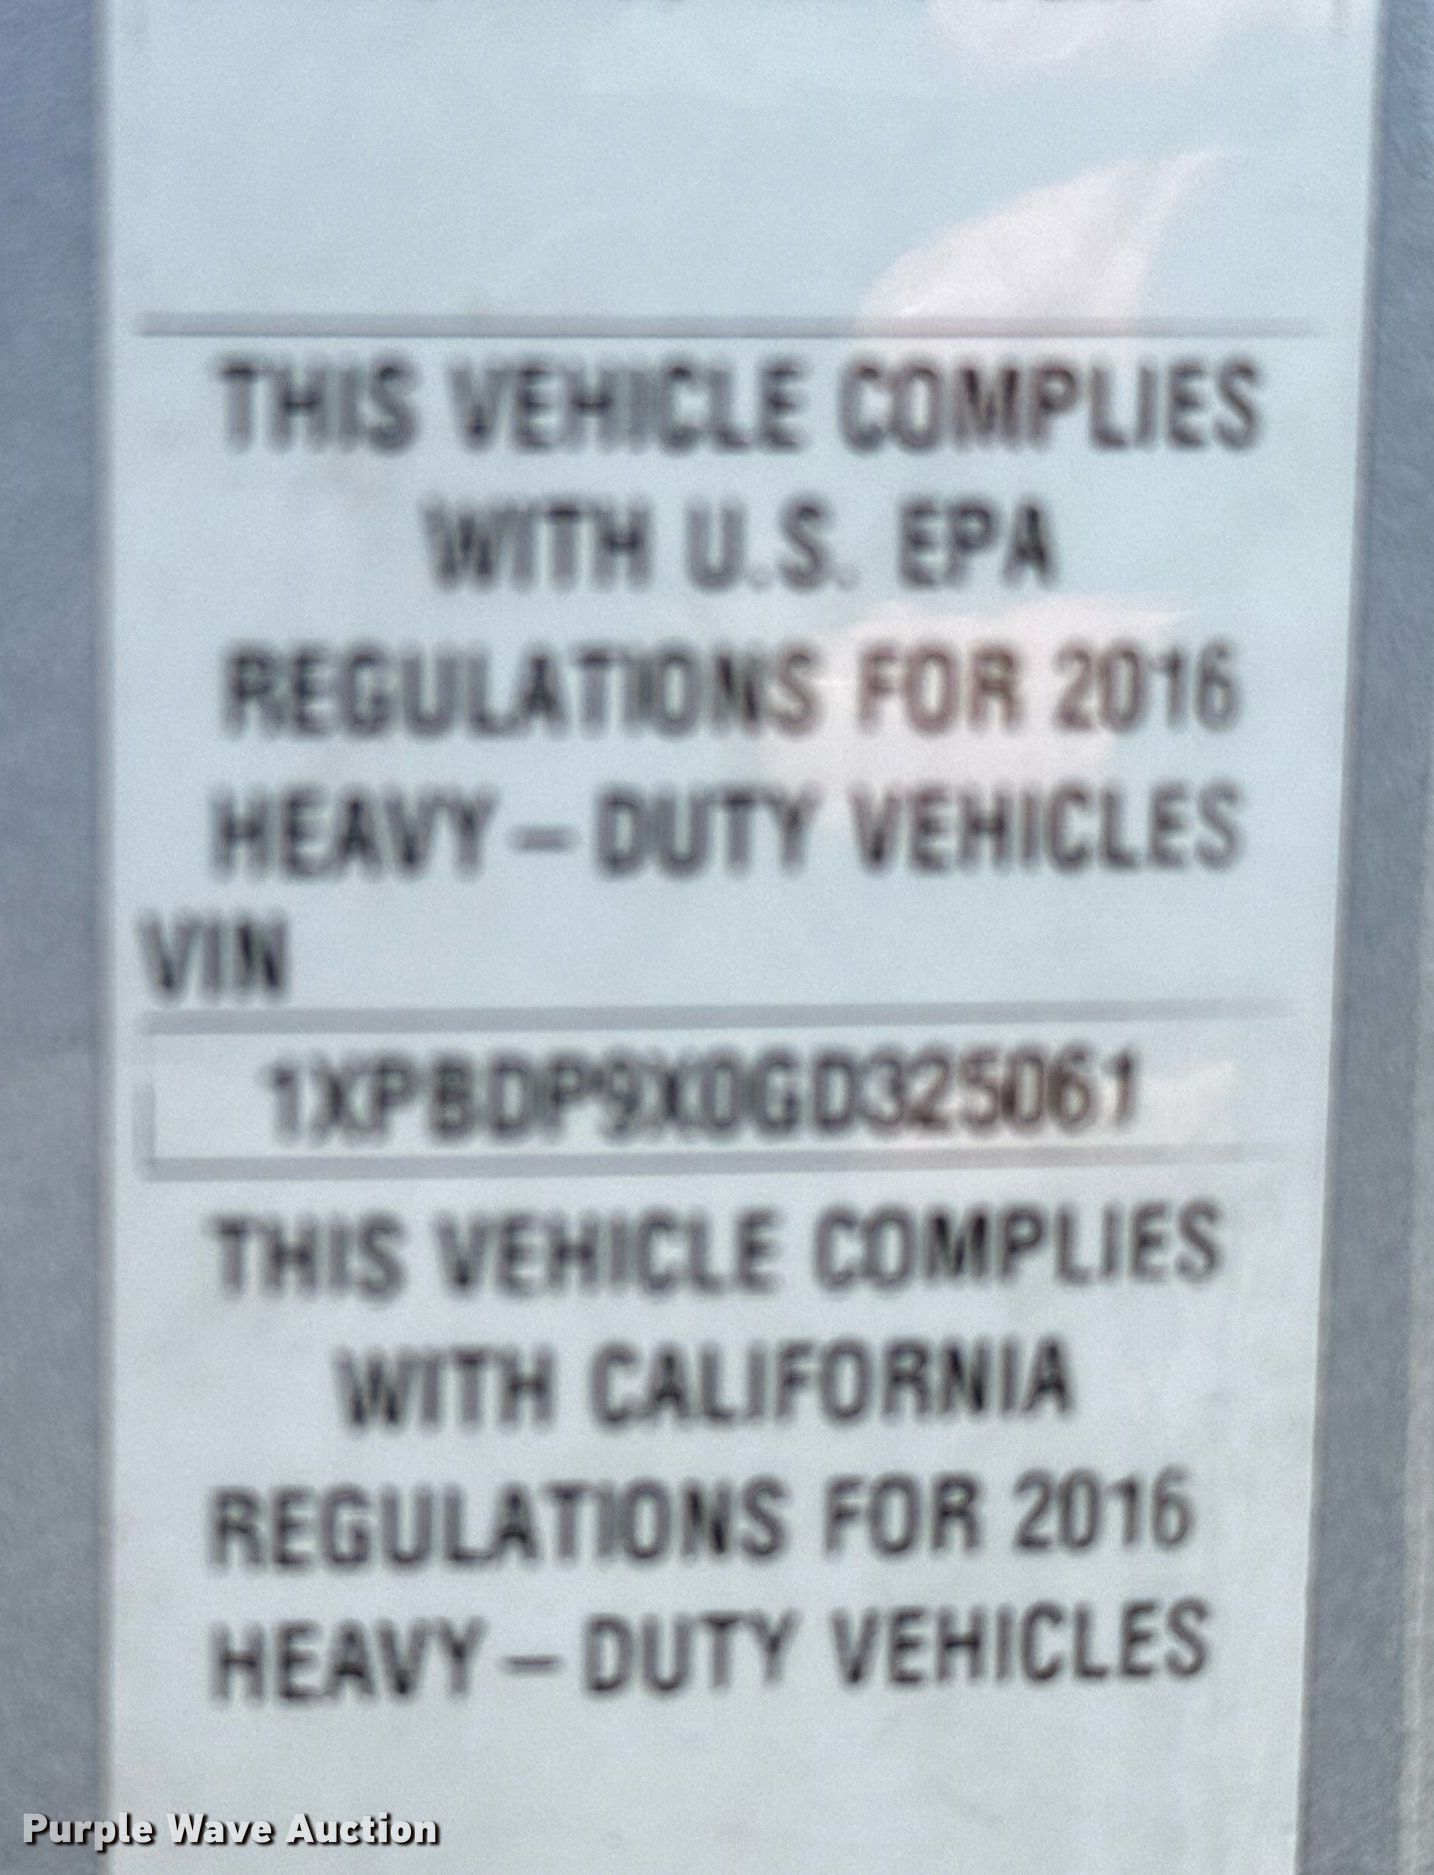 THIS VEHICLE COMPLIES
WITH U.S. EPA
REGULATIONS FOR 2016
HEAVY – DUTY VEHICLES
VIN
1XPBDP9X0GD325061
THIS VEHICLE COMPLIES
WITH CALIFORNIA
REGULATIONS FOR 2016
HEAVY – DUTY VEHICLES
Purple Wave Auction